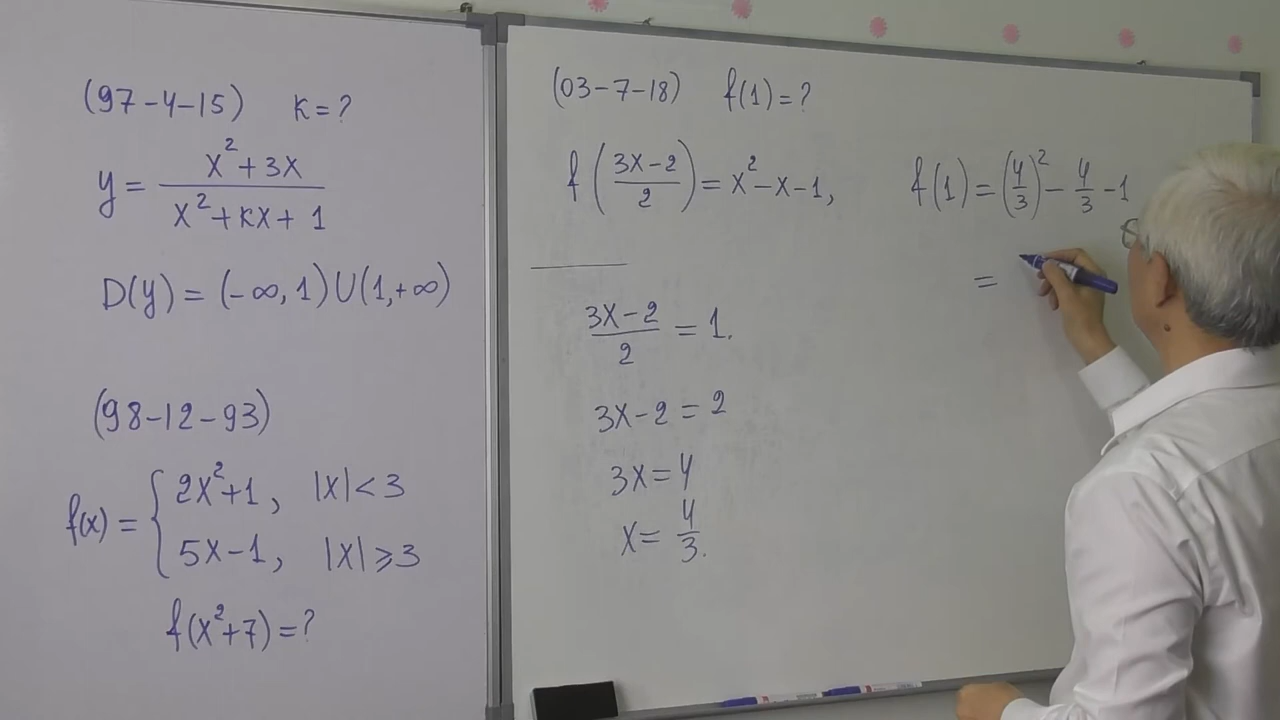 (97-4-15) K=?
y = (x²+3x)/(x²+kx+1)
D(y) = (-∞, 1) U (1, +∞)
(98-12-93)
f(x) = { 2x²+1, |x|<3
5x-1, |x|⩾3
f(x²+7)=?
(03-7-18) f(1)=?
f((3x-2)/2) = x²-x-1,
(3x-2)/2 = 1.
3x-2=2
3x=4
x= 4/3.
f(1) = (4/3)² - 4/3 -1
=